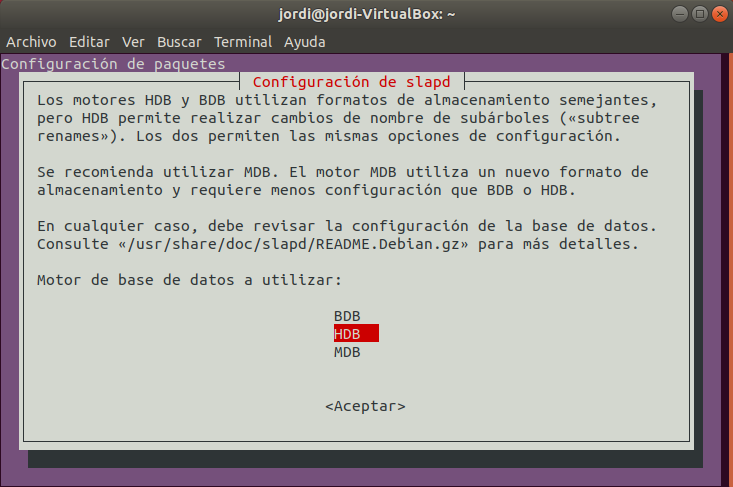 jordi@jordi-VirtualBox: ~
Archivo Editar Ver Buscar Terminal Ayuda
Configuración de paquetes
Configuración de slapd
Los motores HDB y BDB utilizan formatos de almacenamiento semejantes,
pero HDB permite realizar cambios de nombre de subárboles («subtree
renames»). Los dos permiten las mismas opciones de configuración.
Se recomienda utilizar MDB. El motor MDB utiliza un nuevo formato de
almacenamiento y requiere menos configuración que BDB o HDB.
En cualquier caso, debe revisar la configuración de la base de datos.
Consulte «/usr/share/doc/slapd/README.Debian.gz» para más detalles.
Motor de base de datos a utilizar:
BDB
HDB
MDB
<Aceptar>